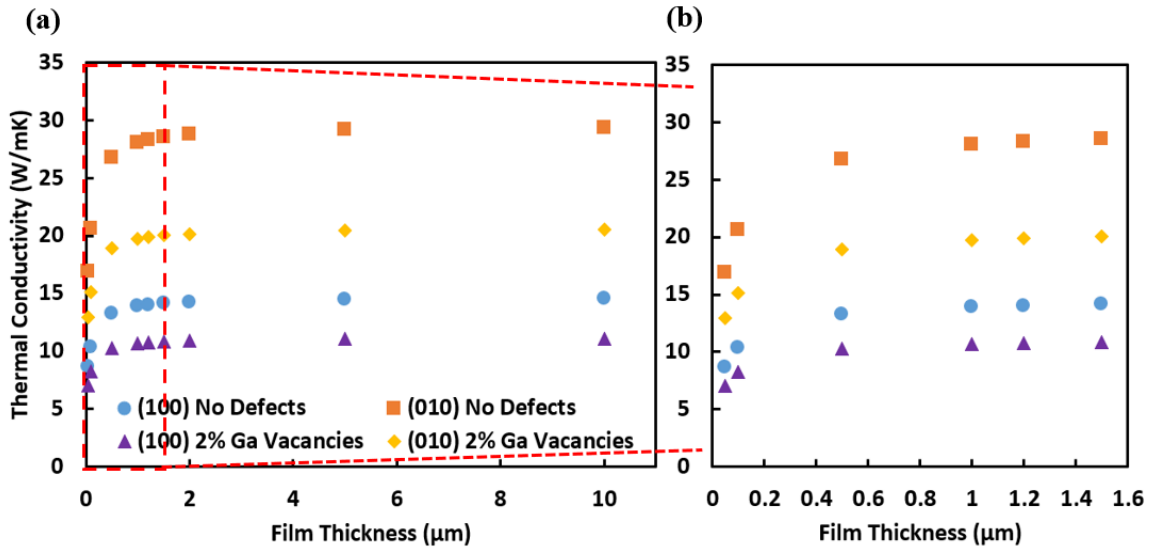 (a)
35
30
25
20
15
10
5
0
Thermal Conductivity (W/mK)
(100) No Defects
(010) No Defects
(100) 2% Ga Vacancies
(010) 2% Ga Vacancies
0 2 4 6 8 10
Film Thickness (μm)
(b)
35
30
25
20
15
10
5
0
0 0.2 0.4 0.6 0.8 1 1.2 1.4 1.6
Film Thickness (μm)